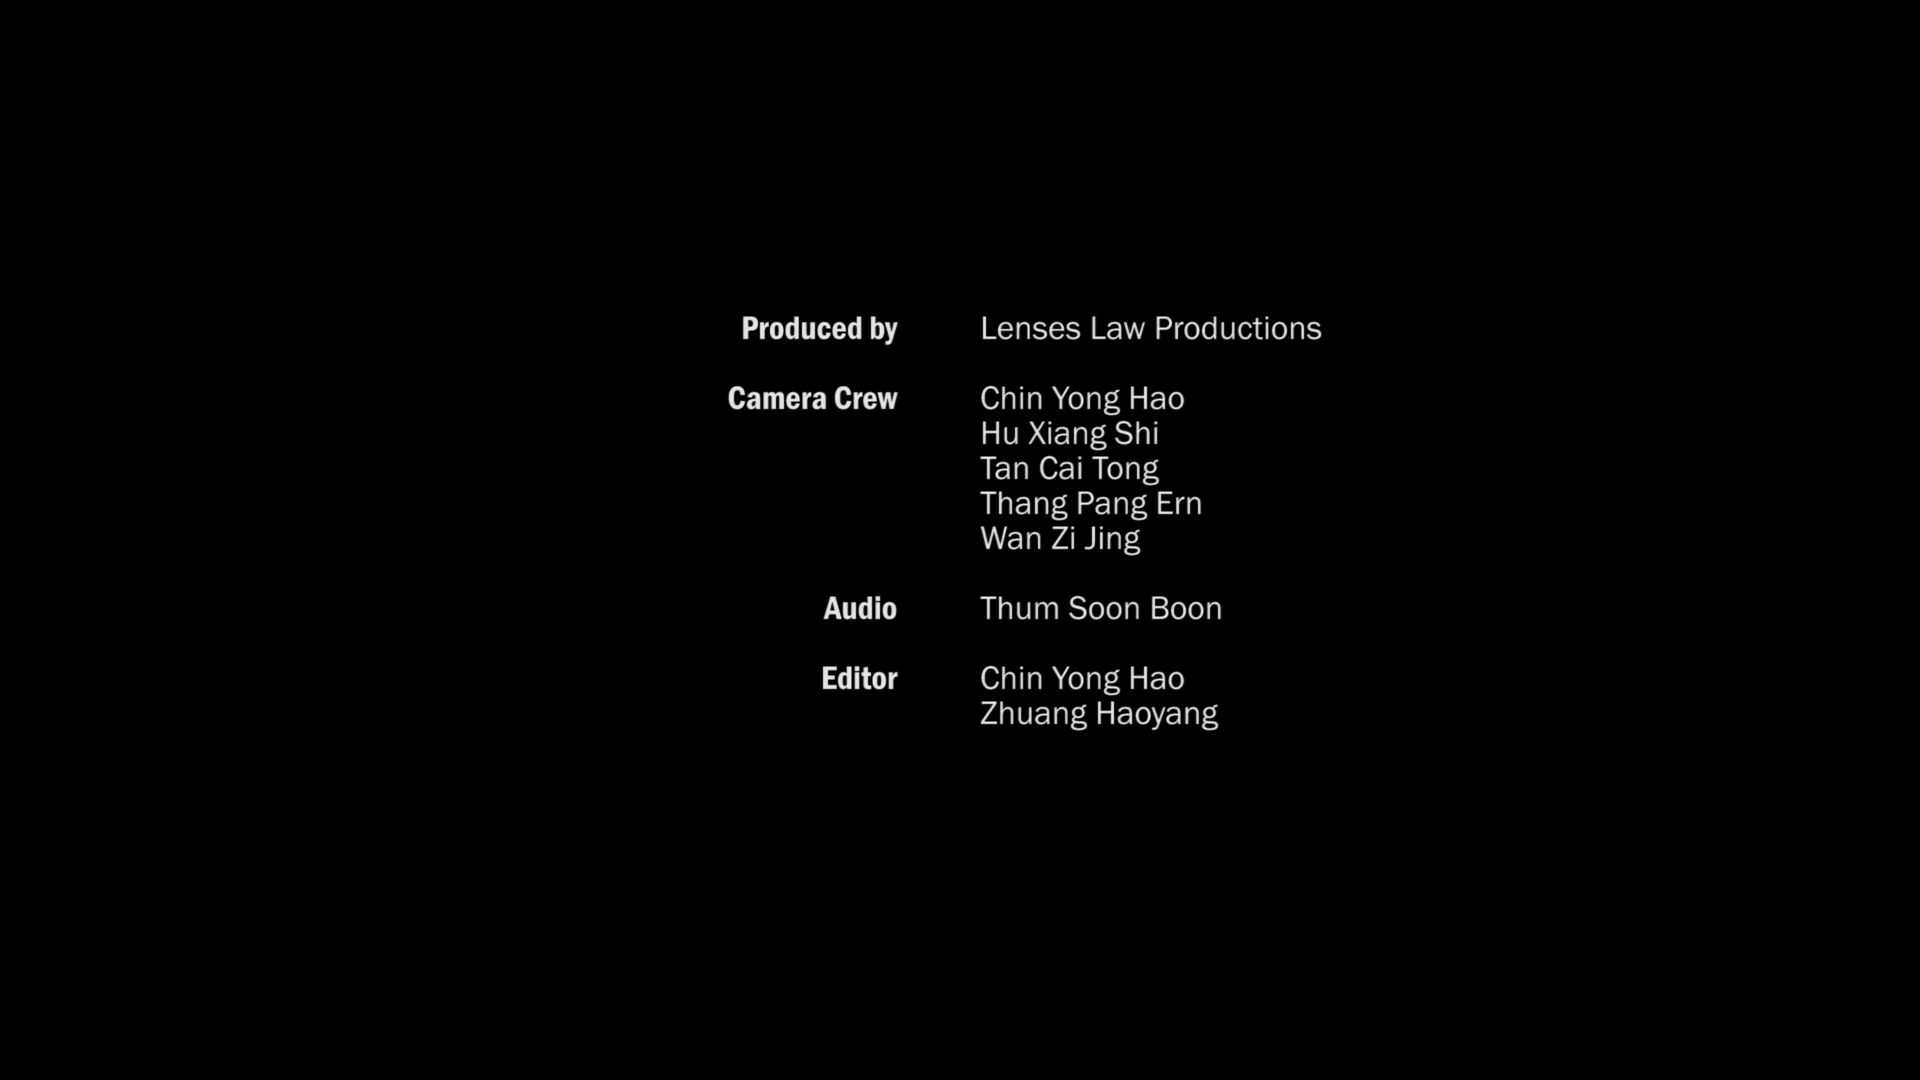 Produced by Lenses Law Productions
Camera Crew Chin Yong Hao
Hu Xiang Shi
Tan Cai Tong
Thang Pang Ern
Wan Zi Jing
Audio Thum Soon Boon
Editor Chin Yong Hao
Zhuang Haoyang